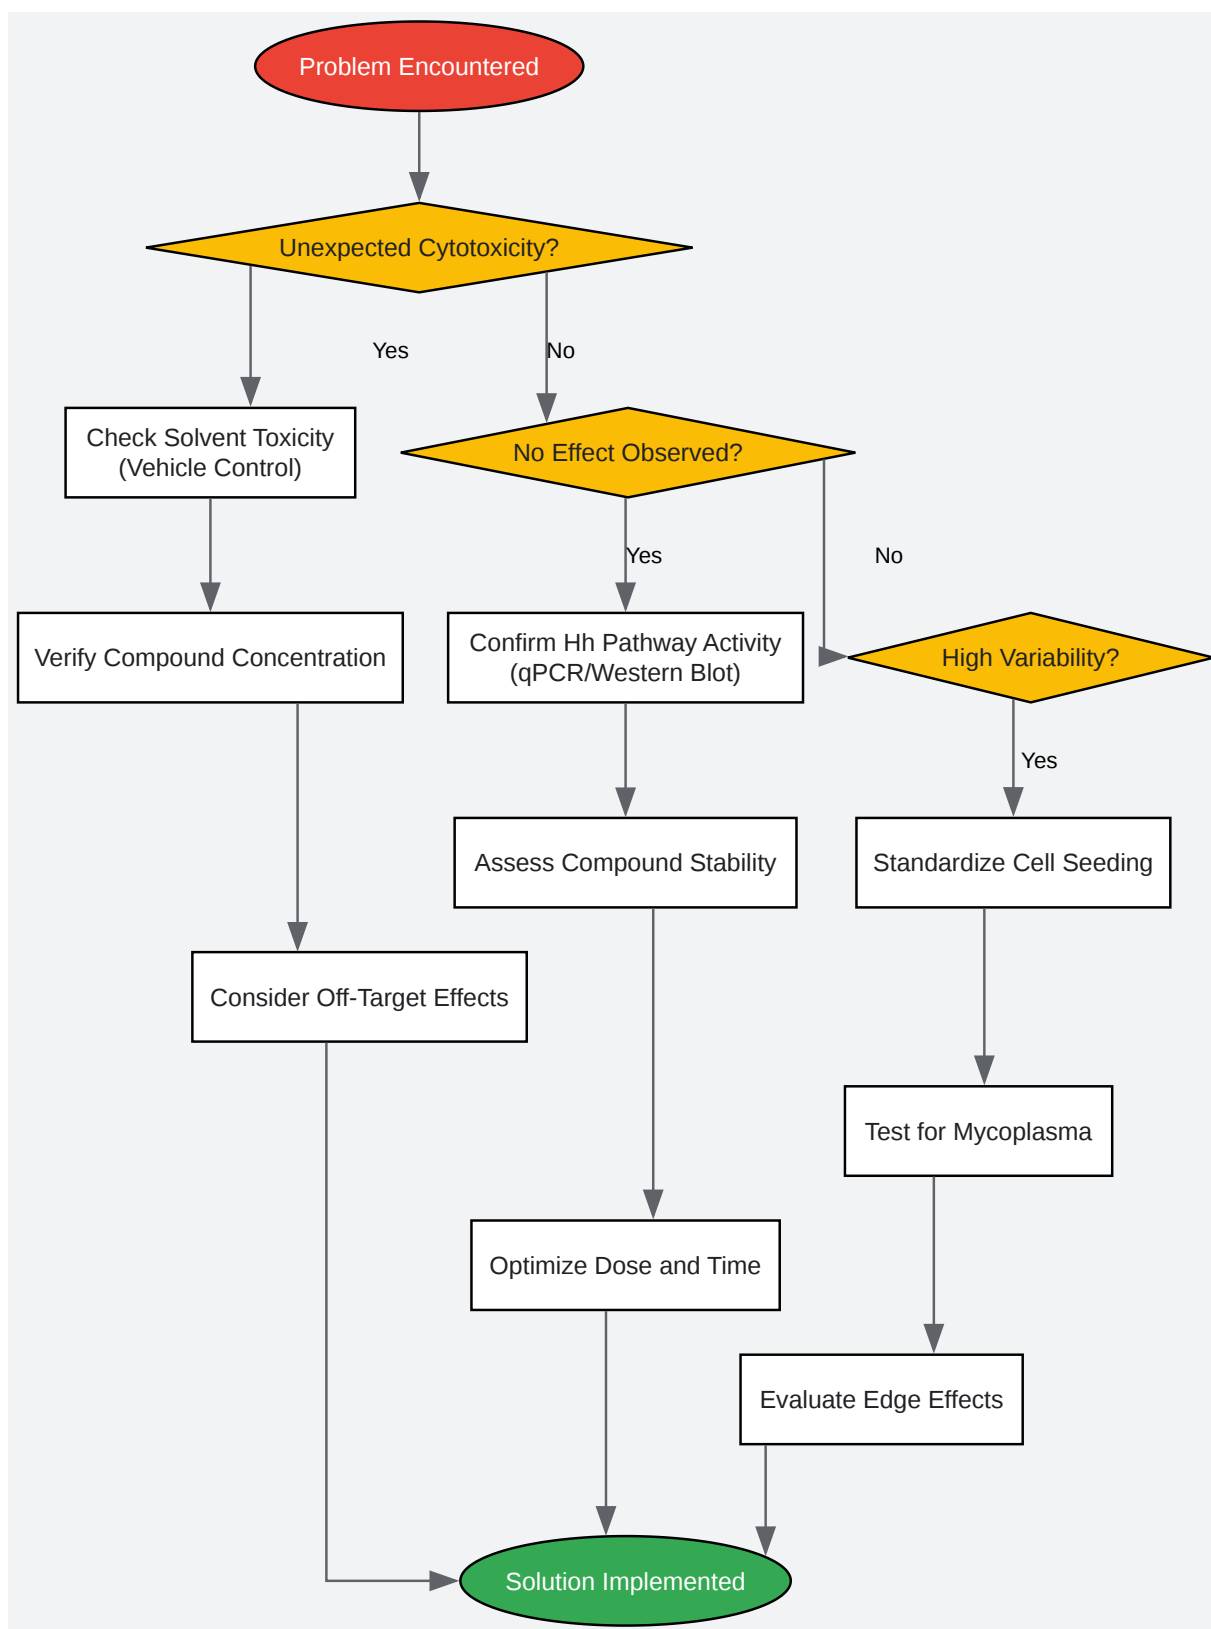 Problem Encountered
Unexpected Cytotoxicity?
Yes
No
Check Solvent Toxicity
(Vehicle Control)
No Effect Observed?
Yes
No
Verify Compound Concentration
Confirm Hh Pathway Activity
(qPCR/Western Blot)
High Variability?
Yes
Assess Compound Stability
Standardize Cell Seeding
Consider Off-Target Effects
Test for Mycoplasma
Optimize Dose and Time
Evaluate Edge Effects
Solution Implemented